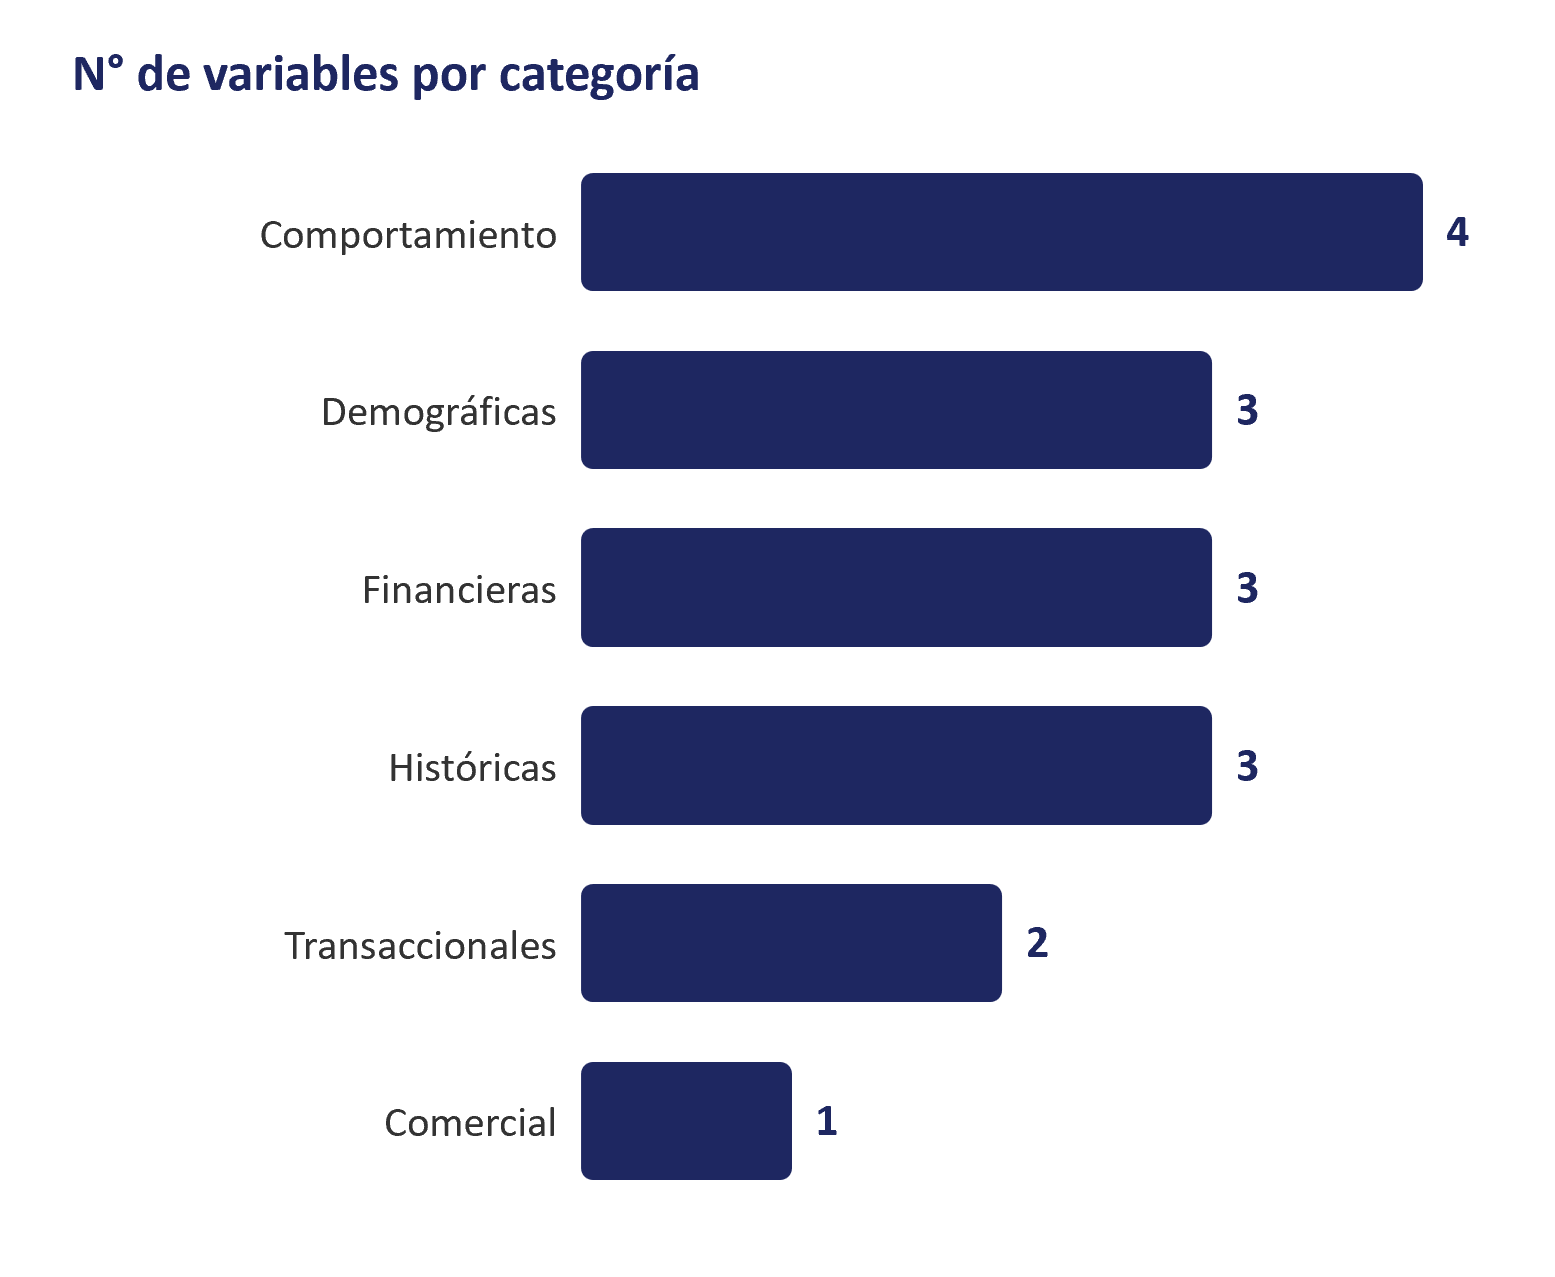 N° de variables por categoría
Comportamiento 4
Demográficas 3
Financieras 3
Históricas 3
Transaccionales 2
Comercial 1